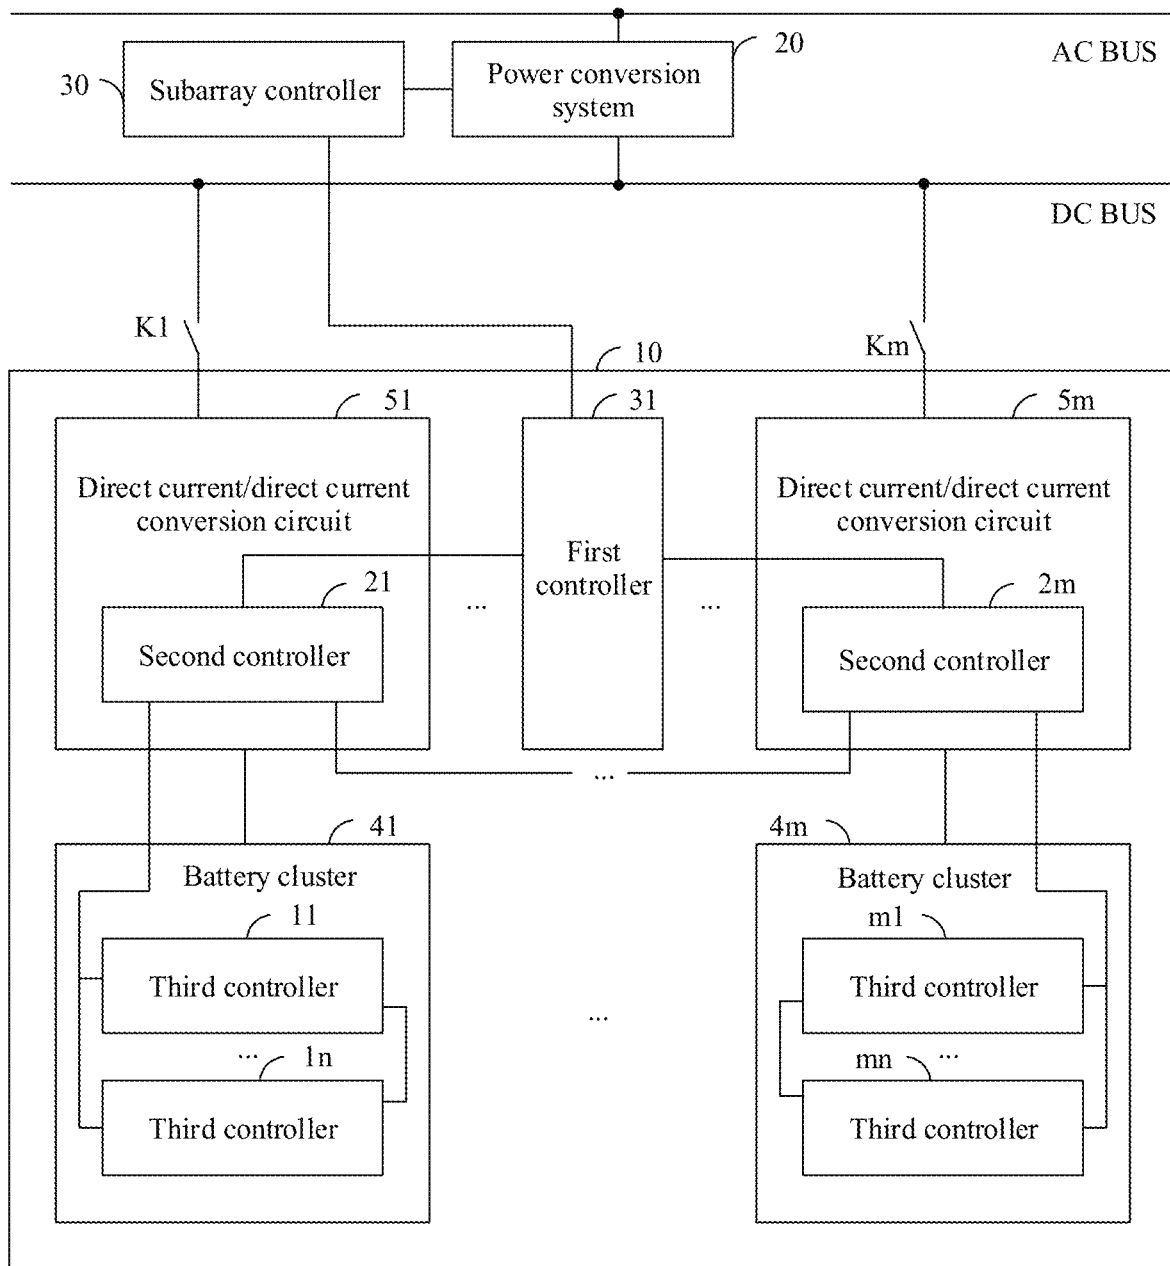 20
AC BUS
30
Subarray controller
Power conversion
system
DC BUS
K1
10
Km
51
31
5m
Direct current/direct current
conversion circuit
First
controller
Direct current/direct current
conversion circuit
21
...
...
2m
Second controller
Second controller
...
41
4m
Battery cluster
Battery cluster
11
m1
Third controller
Third controller
...
...
1n
mn
...
Third controller
Third controller